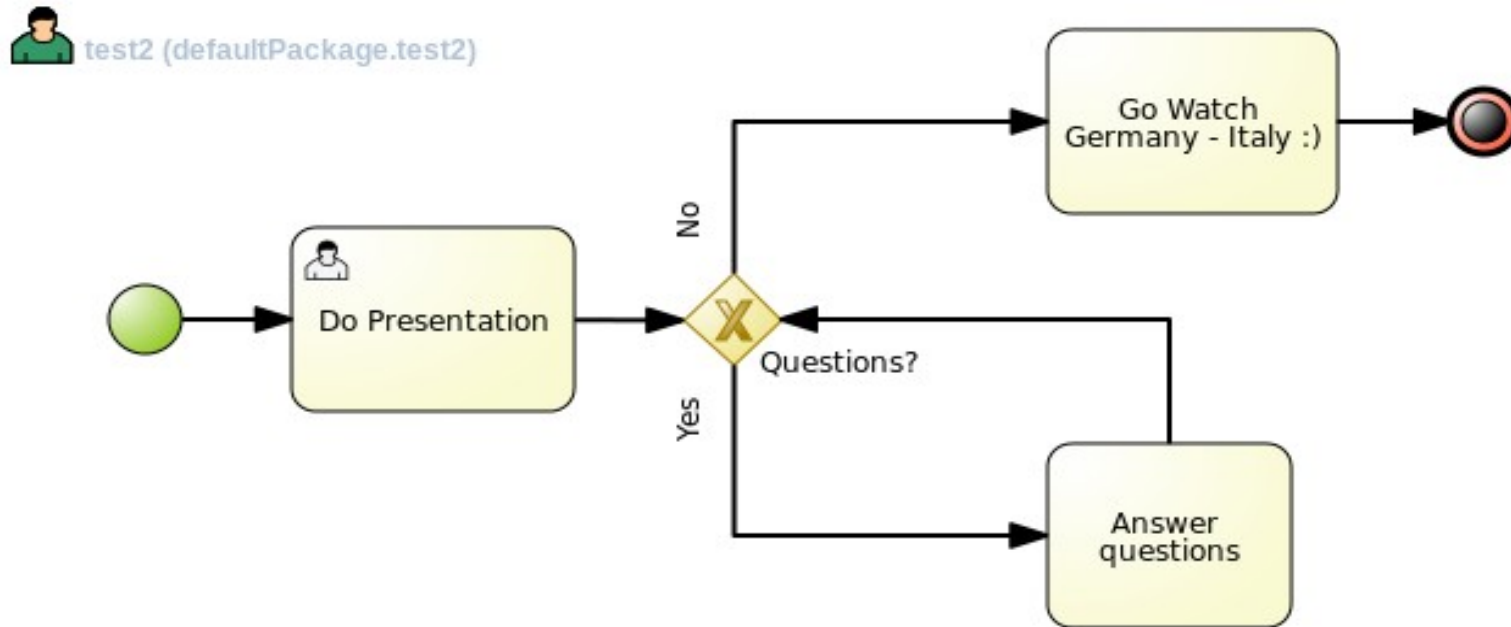 test2 (defaultPackage.test2)
Go Watch
Germany - Italy :)
No
Do Presentation
Questions?
Yes
Answer
questions